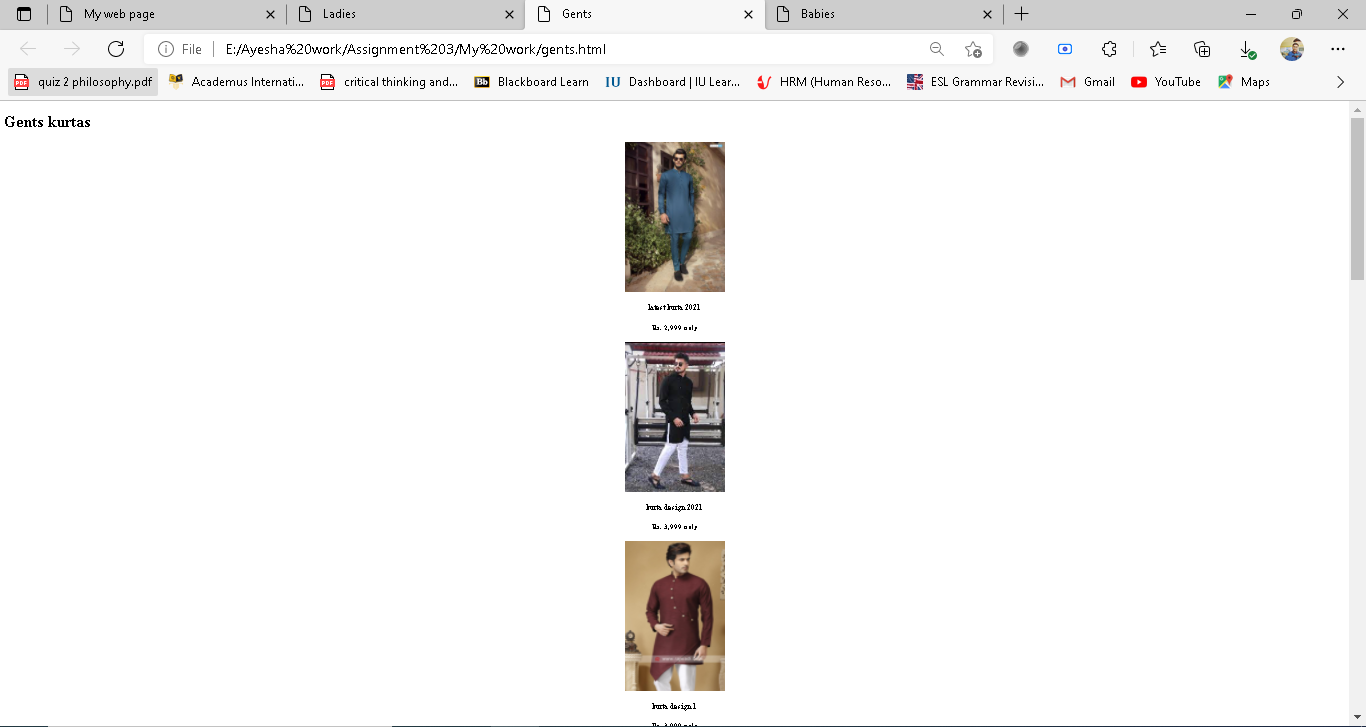 My web page
Ladies
Gents
Babies
File
E:/Ayesha%20work/Assignment%203/My%20work/gents.html
quiz 2 philosophy.pdf
Academus Internati...
critical thinking and...
Bb Blackboard Learn
IU Dashboard | IU Lear...
HRM (Human Reso...
ESL Grammar Revisi...
Gmail
YouTube
Maps
Gents kurtas
latest kurta 2021
Rs. 2,999 only
kurta design 2021
Rs. 3,999 only
kurta design 1